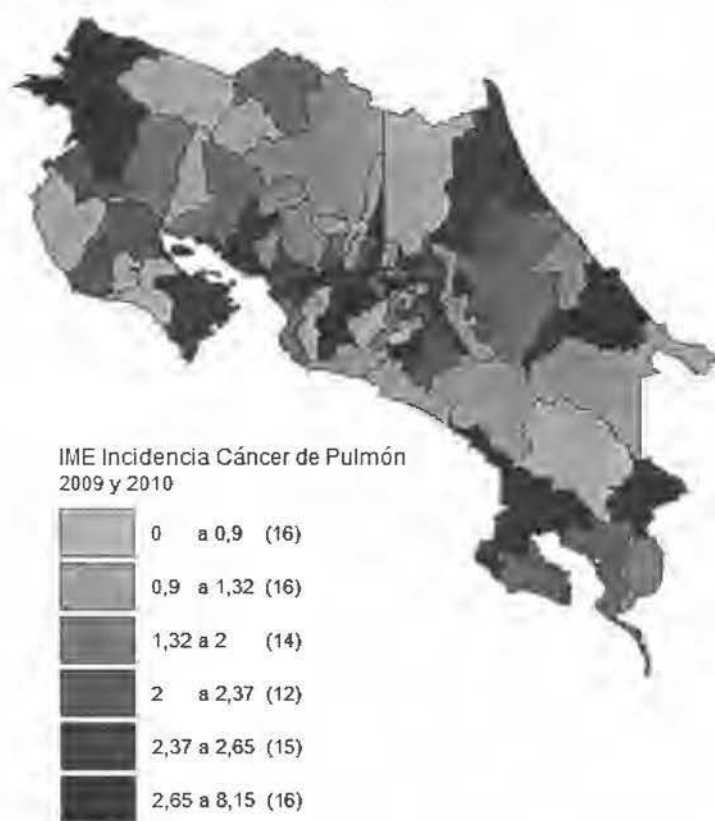 IME Incidencia Cáncer de Pulmón
2009 y 2010
0 a 0,9 (16)
0,9 a 1,32 (16)
1,32 a 2 (14)
2 a 2,37 (12)
2,37 a 2,65 (15)
2,65 a 8,15 (16)